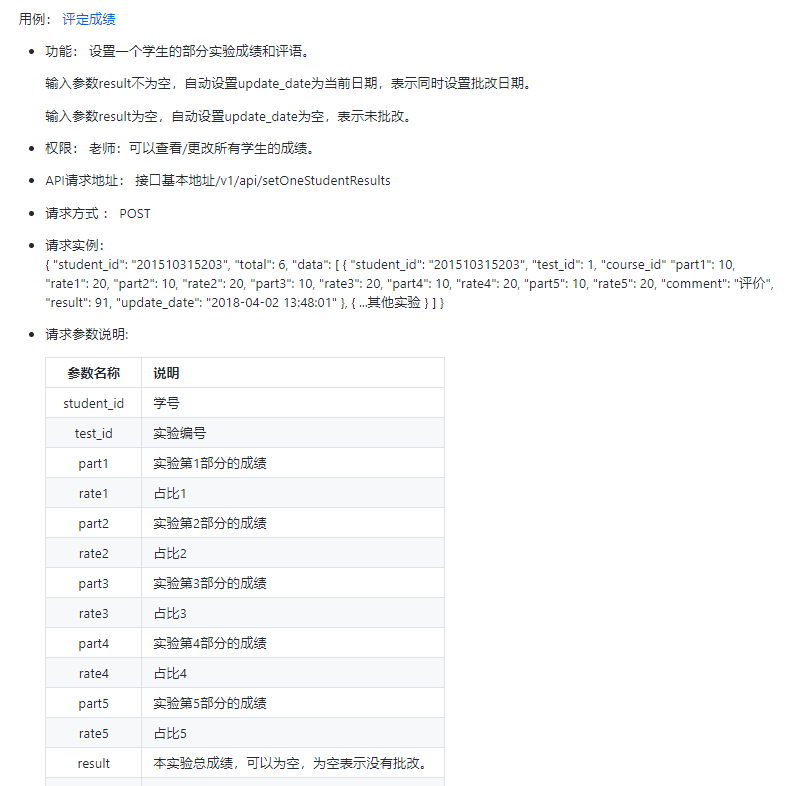 用例： 评定成绩
功能： 设置一个学生的部分实验成绩和评语。
输入参数result不为空，自动设置update_date为当前日期，表示同时设置批改日期。
输入参数result为空，自动设置update_date为空，表示未批改。
权限： 老师：可以查看/更改所有学生的成绩。
API请求地址： 接口基本地址/v1/api/setOneStudentResults
请求方式 ： POST
请求实例：
{ "student_id": "201510315203", "total": 6, "data": [ { "student_id": "201510315203", "test_id": 1, "course_id" "part1": 10,
"rate1": 20, "part2": 10, "rate2": 20, "part3": 10, "rate3": 20, "part4": 10, "rate4": 20, "part5": 10, "rate5": 20, "comment": "评价",
"result": 91, "update_date": "2018-04-02 13:48:01" }, { ...其他实验 } ] }
请求参数说明:
参数名称 说明
student_id 学号
test_id 实验编号
part1 实验第1部分的成绩
rate1 占比1
part2 实验第2部分的成绩
rate2 占比2
part3 实验第3部分的成绩
rate3 占比3
part4 实验第4部分的成绩
rate4 占比4
part5 实验第5部分的成绩
rate5 占比5
result 本实验总成绩，可以为空，为空表示没有批改。